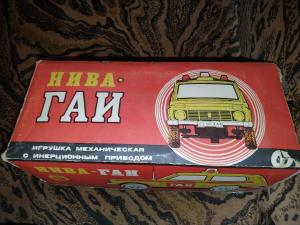 НИВА·
ГАИ
ИГРУШКА МЕХАНИЧЕСКАЯ
С ИНЕРЦИОННЫМ ПРИВОДОМ
НИВА-ГАИ
ГАИ